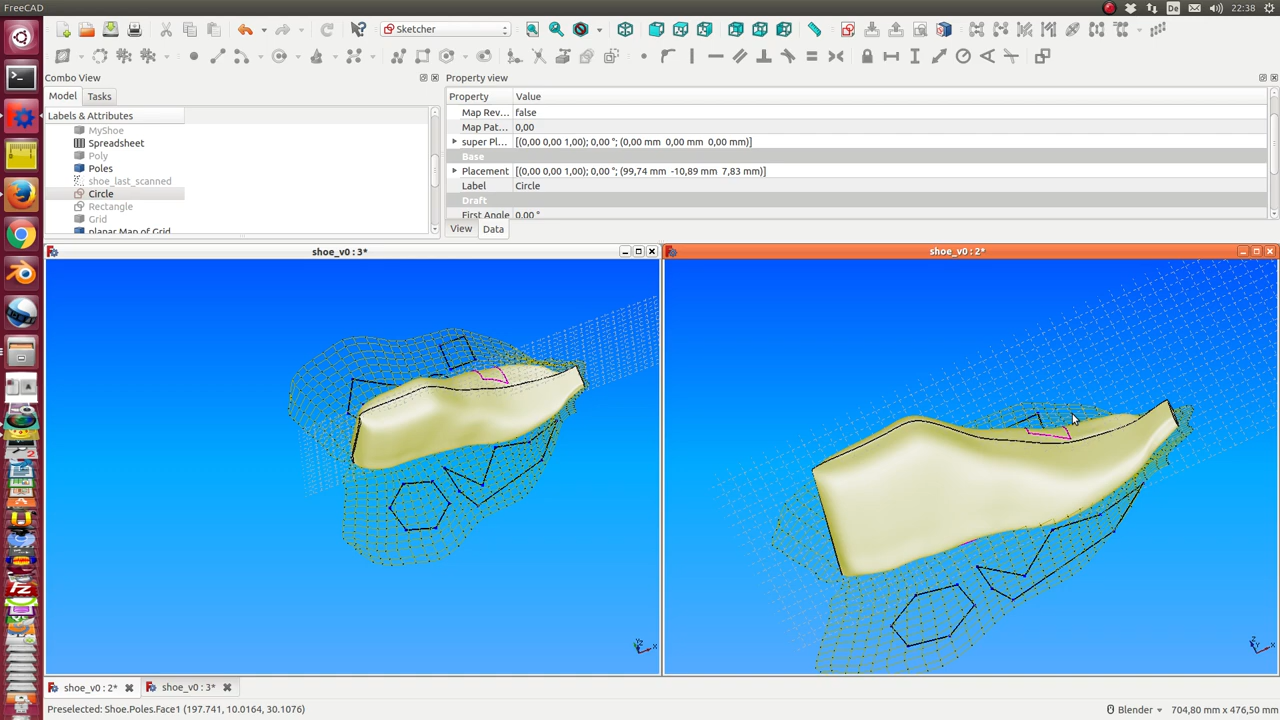 FreeCAD
De
22:38
Sketcher
Combo View
Property view
Model
Tasks
Property
Value
Labels & Attributes
Map Rev...
false
MyShoe
Map Pat...
0,00
Spreadsheet
super Pl...
[(0,00 0,00 1,00); 0,00 °; (0,00 mm 0,00 mm 0,00 mm)]
Poly
Base
Poles
Placement
[(0,00 0,00 1,00); 0,00 °; (99,74 mm -10,89 mm 7,83 mm)]
shoe_last_scanned
Label
Circle
Circle
Draft
Rectangle
First Angle
0,00 °
Grid
planar Map of Grid
View
Data
shoe_v0 : 3*
shoe_v0 : 2*
shoe_v0 : 2*
shoe_v0 : 3*
Preselected: Shoe.Poles.Face1 (197.741, 10.0164, 30.1076)
Blender
704,80 mm x 476,50 mm